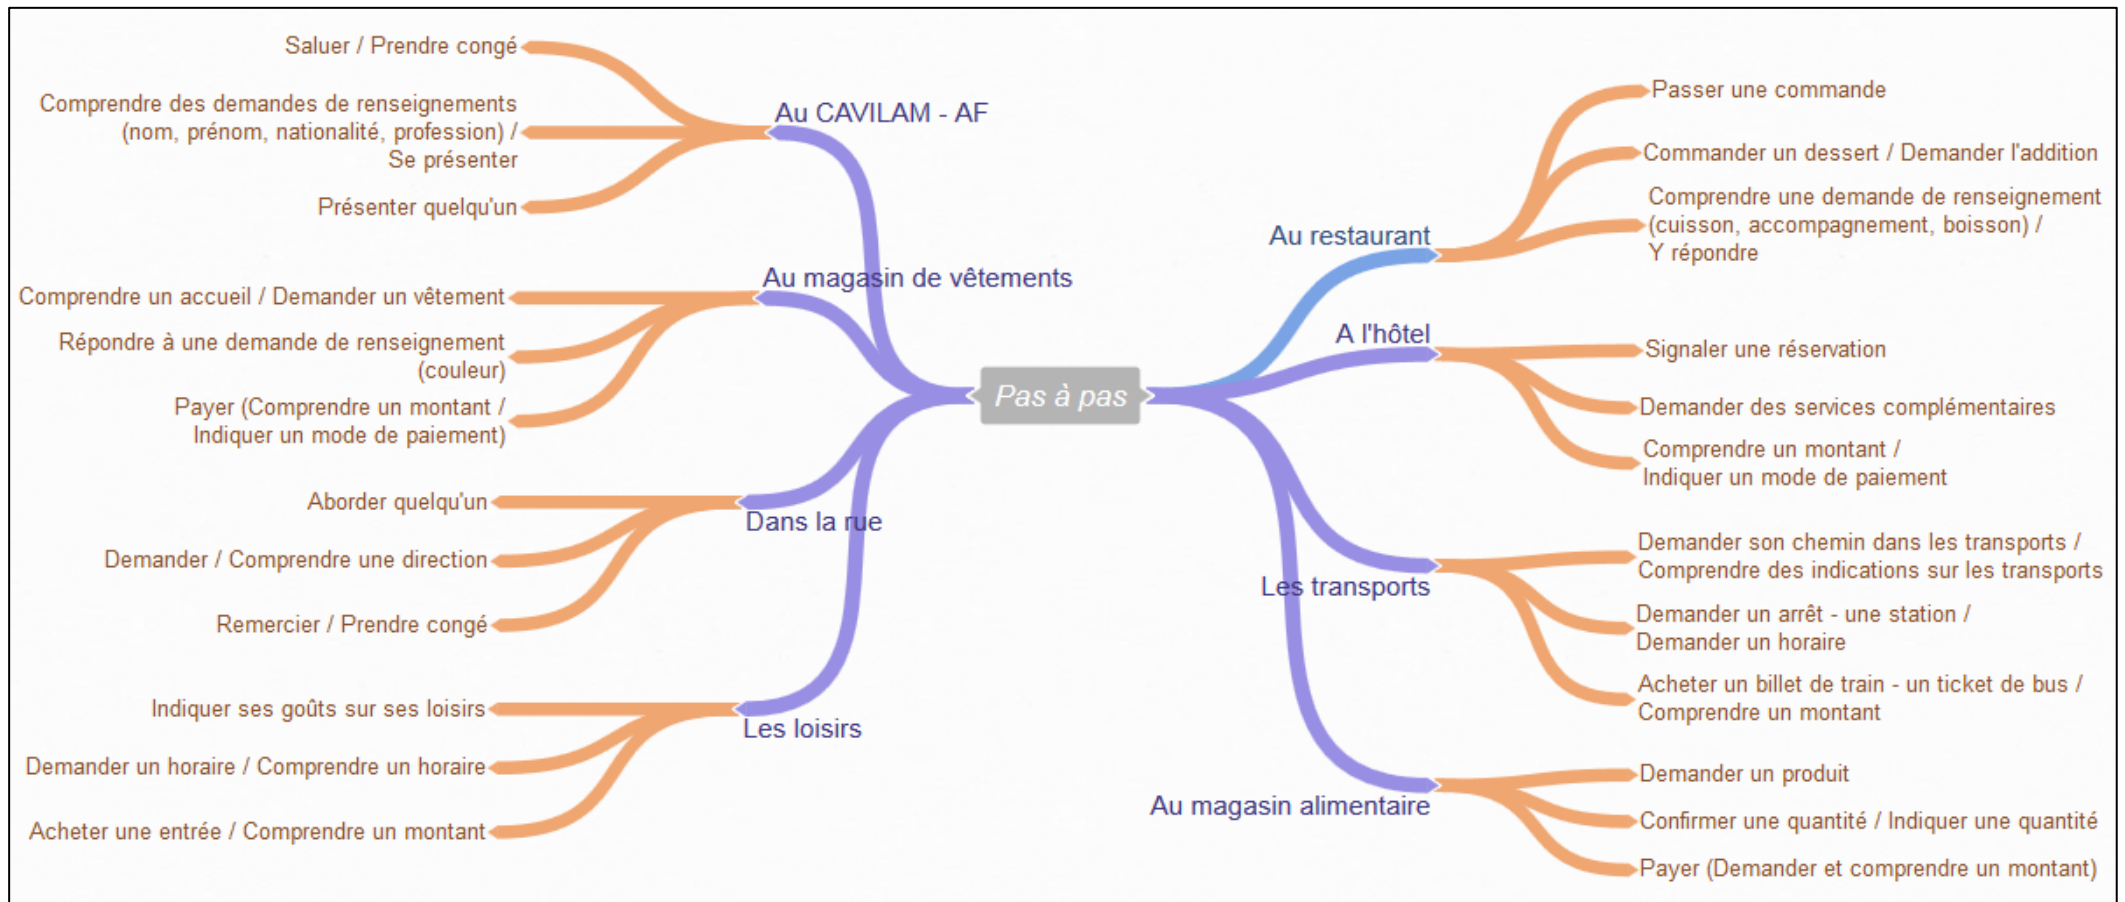 Pas à pas
Au CAVILAM - AF
Saluer / Prendre congé
Comprendre des demandes de renseignements
(nom, prénom, nationalité, profession) /
Se présenter
Présenter quelqu'un
Au magasin de vêtements
Comprendre un accueil / Demander un vêtement
Répondre à une demande de renseignement
(couleur)
Payer (Comprendre un montant /
Indiquer un mode de paiement)
Dans la rue
Aborder quelqu'un
Demander / Comprendre une direction
Remercier / Prendre congé
Les loisirs
Indiquer ses goûts sur ses loisirs
Demander un horaire / Comprendre un horaire
Acheter une entrée / Comprendre un montant
Au restaurant
Passer une commande
Commander un dessert / Demander l'addition
Comprendre une demande de renseignement
(cuisson, accompagnement, boisson) /
Y répondre
A l'hôtel
Signaler une réservation
Demander des services complémentaires
Comprendre un montant /
Indiquer un mode de paiement
Les transports
Demander son chemin dans les transports /
Comprendre des indications sur les transports
Demander un arrêt - une station /
Demander un horaire
Acheter un billet de train - un ticket de bus /
Comprendre un montant
Au magasin alimentaire
Demander un produit
Confirmer une quantité / Indiquer une quantité
Payer (Demander et comprendre un montant)